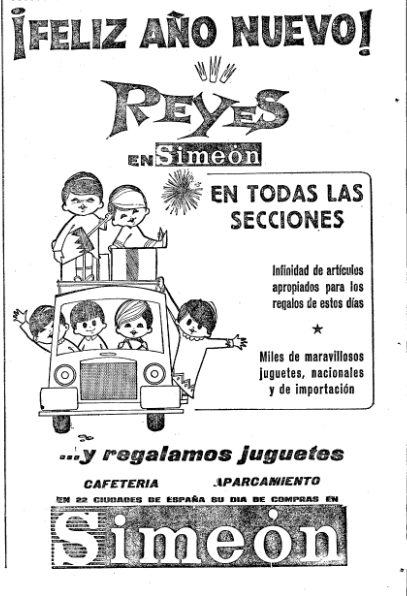 ¡FELIZ AÑO NUEVO!
REYES
EN Simeón
EN TODAS LAS
SECCIONES
Infinidad de artículos
apropiados para los
regalos de estos días
★
Miles de maravillosos
juguetes, nacionales
y de importación
...y regalamos juguetes
CAFETERIA APARCAMIENTO
EN 22 CIUDADES DE ESPAÑA SU DIA DE COMPRAS EN
Simeón